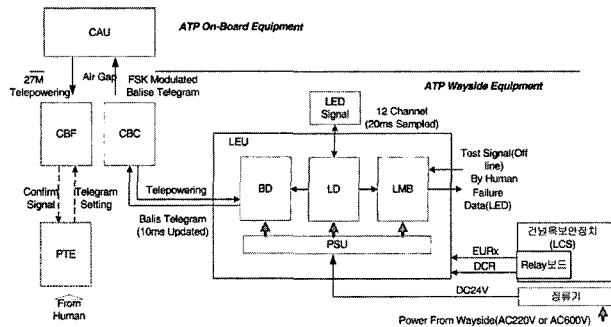 ATP On-Board Equipment
CAU
27M
Telepowering
Air Gap
FSK Modulated
Balise Telegram
ATP Wayside Equipment
LED
Signal
12 Channel
(20ms Sampled)
CBF
CBC
LEU
Test Signal(Off
line)
By Human
Failure
Data(LED)
BD
LD
LMB
Telepowering
Confirm
Signal
Telegram
Setting
Balis Telegram
(10ms Updated)
PSU
PTE
건널목보안장치
(LCS)
EURx
DCR
Relay보드
From
Human
DC24V
정류기
Power From Wayside(AC220V or AC600V)